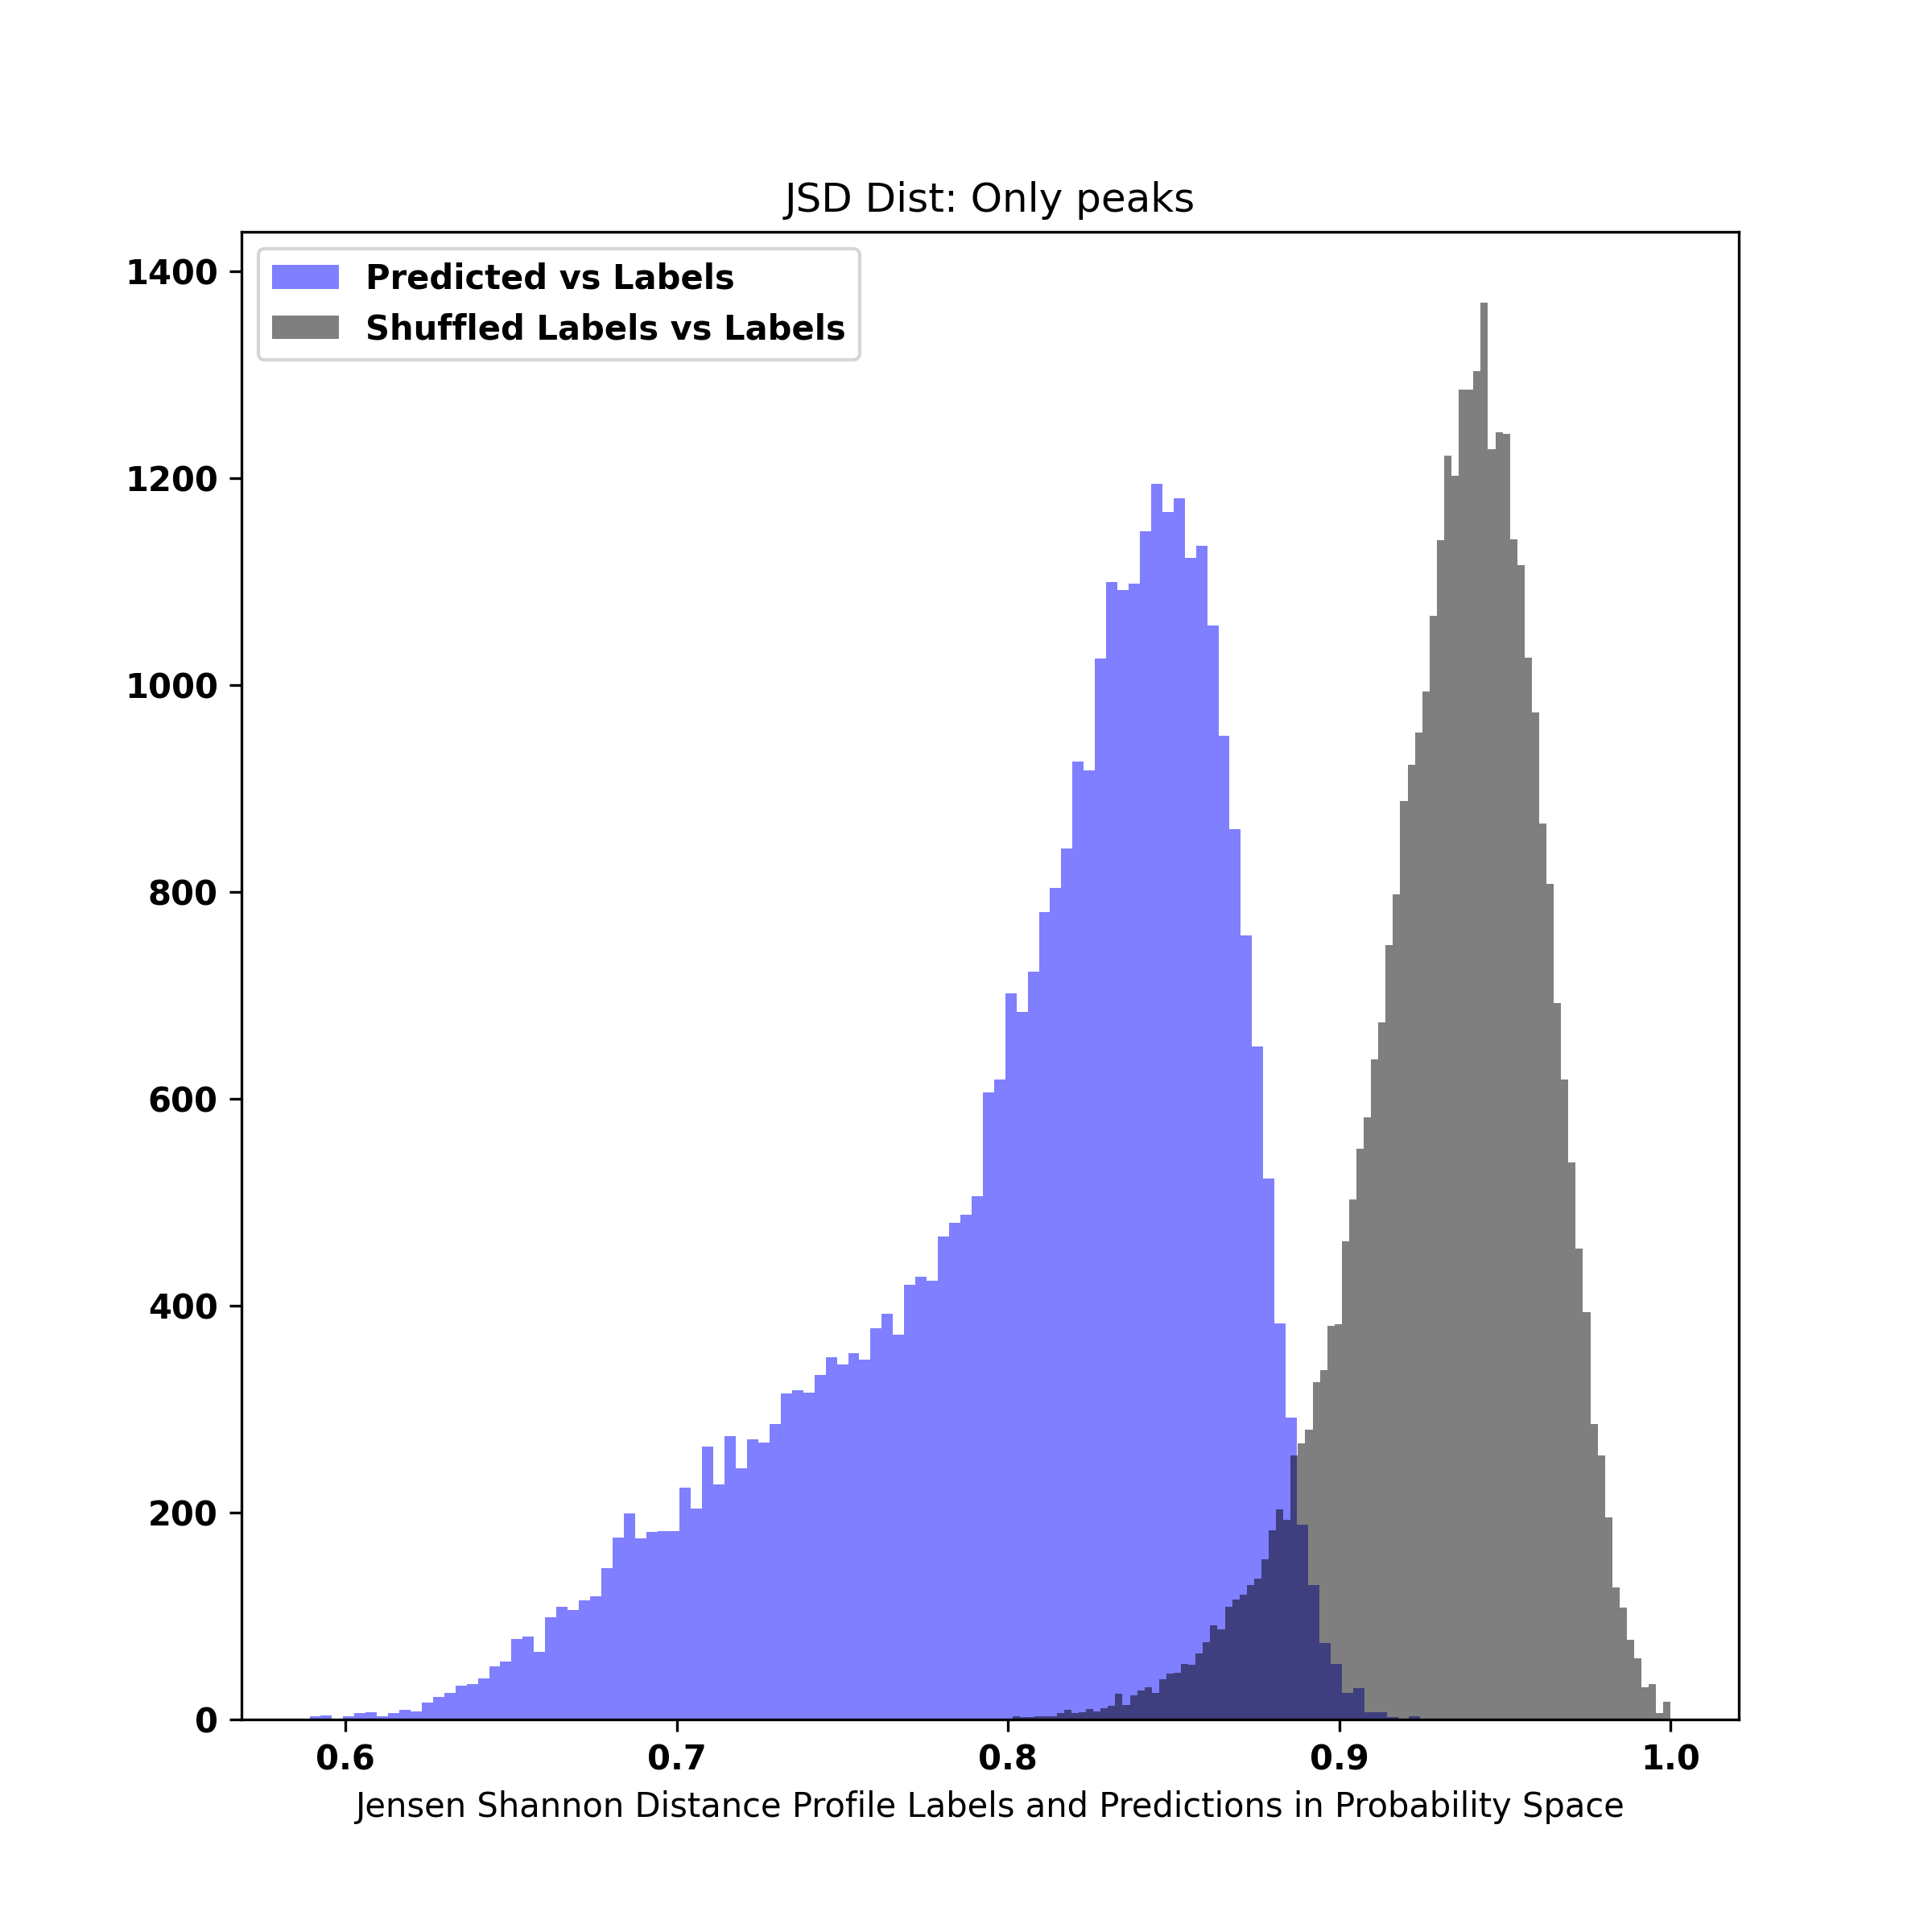 JSD Dist: Only peaks
Predicted vs Labels
Shuffled Labels vs Labels
1400
1200
1000
800
600
400
200
0
0.6 0.7 0.8 0.9 1.0
Jensen Shannon Distance Profile Labels and Predictions in Probability Space